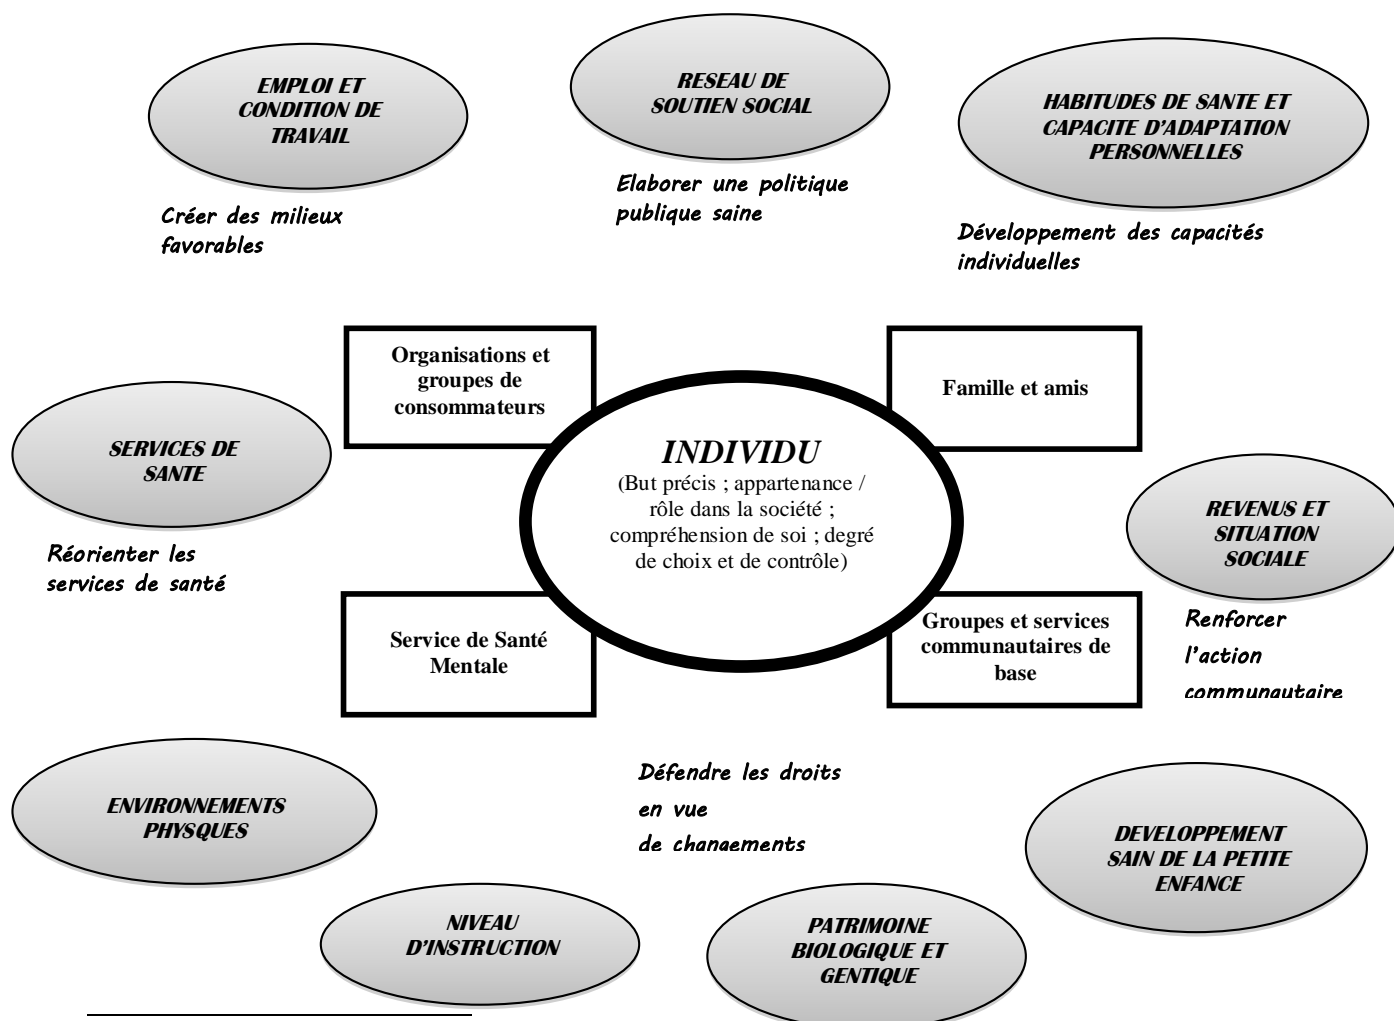 EMPLOI ET
CONDITION DE
TRAVAIL
RESEAU DE
SOUTIEN SOCIAL
HABITUDES DE SANTE ET
CAPACITE D'ADAPTATION
PERSONNELLES
Créer des milieux
favorables
Elaborer une politique
publique saine
Développement des capacités
individuelles
Organisations et
groupes de
consommateurs
Famille et amis
SERVICES DE
SANTE
INDIVIDU
(But précis ; appartenance /
rôle dans la société ;
compréhension de soi ; degré
de choix et de contrôle)
REVENUS ET
SITUATION
SOCIALE
Réorienter les
services de santé
Service de Santé
Mentale
Groupes et services
communautaires de
base
Renforcer
l'action
communautaire
ENVIRONNEMENTS
PHYSQUES
Défendre les droits
en vue
de changements
DEVELOPPEMENT
SAIN DE LA PETITE
ENFANCE
NIVEAU
D'INSTRUCTION
PATRIMOINE
BIOLOGIQUE ET
GENTIQUE